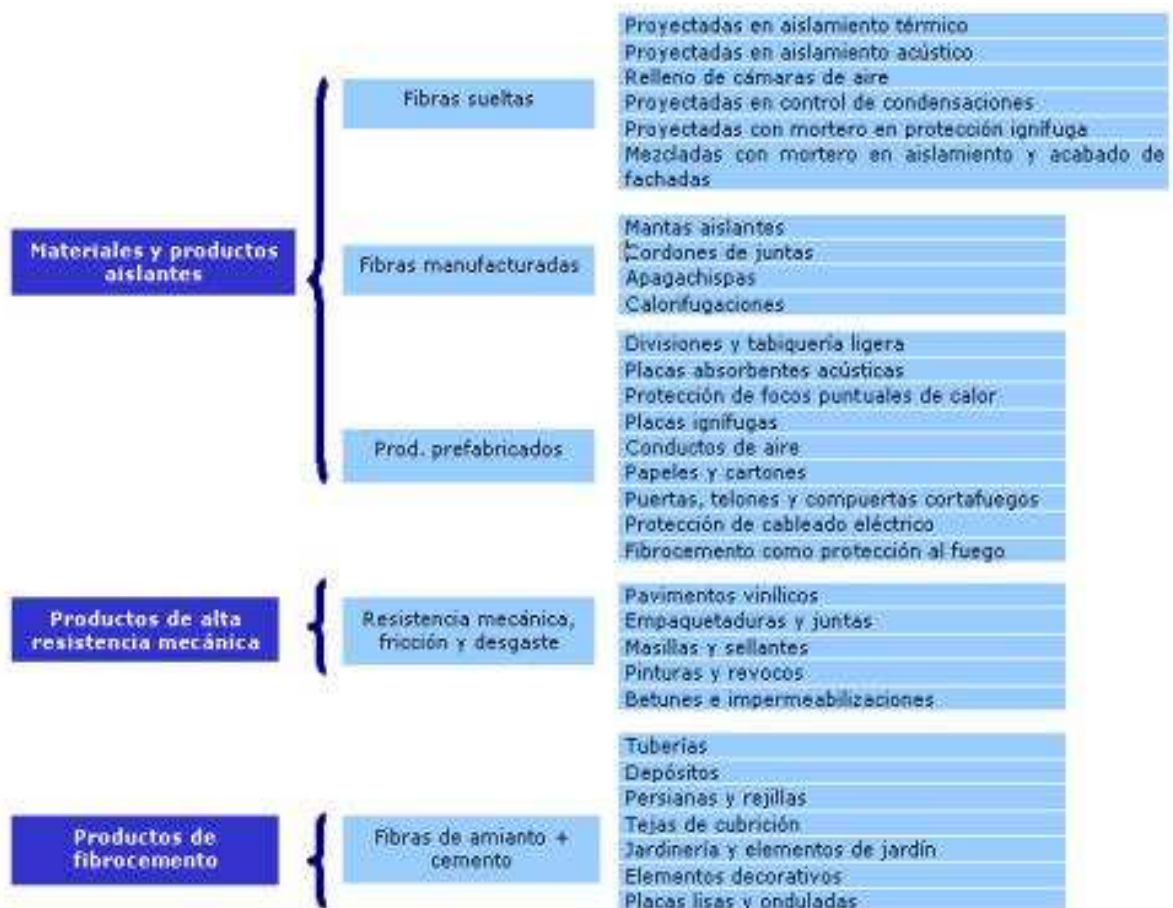 Materiales y productos
aislantes
Fibras sueltas
Proyectadas en aislamiento térmico
Proyectadas en aislamiento acústico
Relleno de cámaras de aire
Proyectadas en control de condensaciones
Proyectadas con mortero en protección ignífuga
Mezcladas con mortero en aislamiento y acabado de
fachadas
Fibras manufacturadas
Mantas aislantes
Cordones de juntas
Apagachispas
Calorifugaciones
Prod. prefabricados
Divisiones y tabiquería ligera
Placas absorbentes acústicas
Protección de focos puntuales de calor
Placas ignífugas
Conductos de aire
Papeles y cartones
Puertas, telones y compuertas cortafuegos
Protección de cableado eléctrico
Fibrocemento como protección al fuego
Productos de alta
resistencia mecánica
Resistencia mecánica,
fricción y desgaste
Pavimentos vinílicos
Empaquetaduras y juntas
Masillas y sellantes
Pinturas y revocos
Betunes e impermeabilizaciones
Productos de
fibrocemento
Fibras de amianto +
cemento
Tuberías
Depósitos
Persianas y rejillas
Tejas de cubrición
Jardinería y elementos de jardín
Elementos decorativos
Placas lisas y onduladas